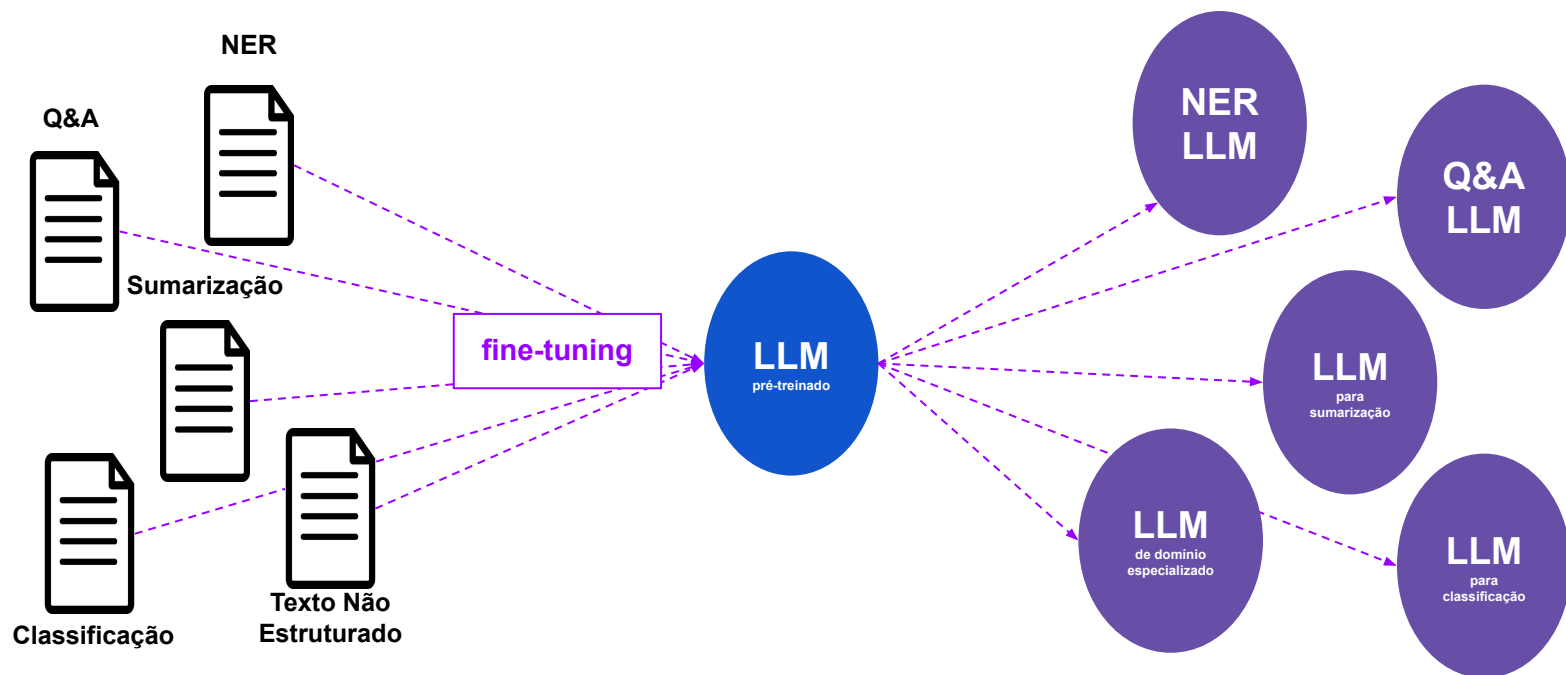 NER
Q&A
Sumarização
Classificação
Texto Não
Estruturado
fine-tuning
LLM
pré-treinado
NER
LLM
Q&A
LLM
LLM
para
sumarização
LLM
de domínio
especializado
LLM
para
classificação